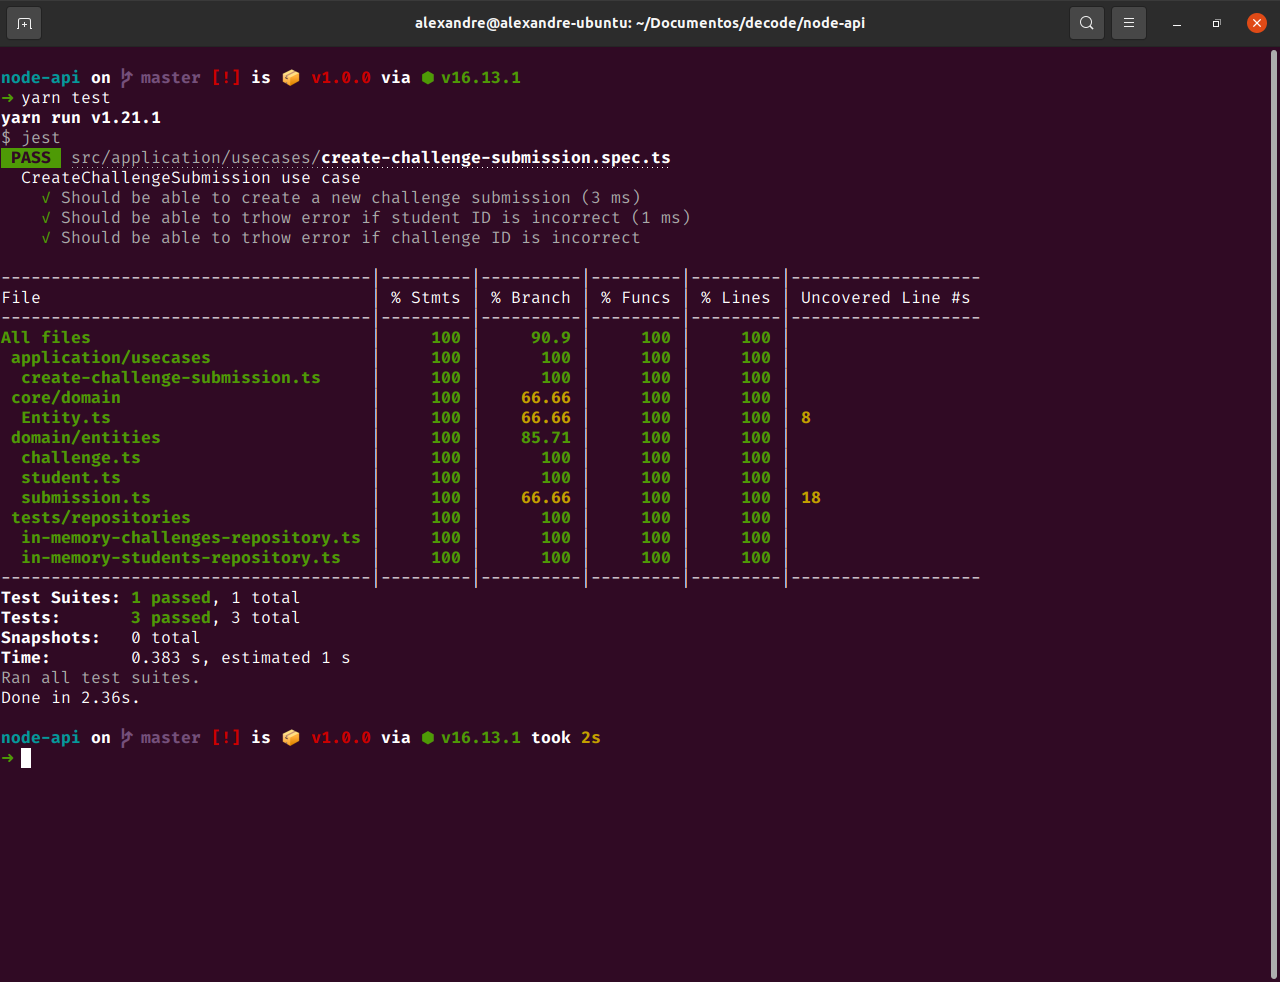 alexandre@alexandre-ubuntu: ~/Documentos/decode/node-api
node-api on master [!] is 📦 v1.0.0 via ⬢ v16.13.1
➜ yarn test
yarn run v1.21.1
$ jest
PASS src/application/usecases/create-challenge-submission.spec.ts
CreateChallengeSubmission use case
√ Should be able to create a new challenge submission (3 ms)
√ Should be able to trhow error if student ID is incorrect (1 ms)
√ Should be able to trhow error if challenge ID is incorrect
-------------------------------------|---------|----------|---------|---------|-------------------
File | % Stmts | % Branch | % Funcs | % Lines | Uncovered Line #s
-------------------------------------|---------|----------|---------|---------|-------------------
All files | 100 | 90.9 | 100 | 100 |
application/usecases | 100 | 100 | 100 | 100 |
create-challenge-submission.ts | 100 | 100 | 100 | 100 |
core/domain | 100 | 66.66 | 100 | 100 |
Entity.ts | 100 | 66.66 | 100 | 100 | 8
domain/entities | 100 | 85.71 | 100 | 100 |
challenge.ts | 100 | 100 | 100 | 100 |
student.ts | 100 | 100 | 100 | 100 |
submission.ts | 100 | 66.66 | 100 | 100 | 18
tests/repositories | 100 | 100 | 100 | 100 |
in-memory-challenges-repository.ts | 100 | 100 | 100 | 100 |
in-memory-students-repository.ts | 100 | 100 | 100 | 100 |
-------------------------------------|---------|----------|---------|---------|-------------------
Test Suites: 1 passed, 1 total
Tests: 3 passed, 3 total
Snapshots: 0 total
Time: 0.383 s, estimated 1 s
Ran all test suites.
Done in 2.36s.
node-api on master [!] is 📦 v1.0.0 via ⬢ v16.13.1 took 2s
➜